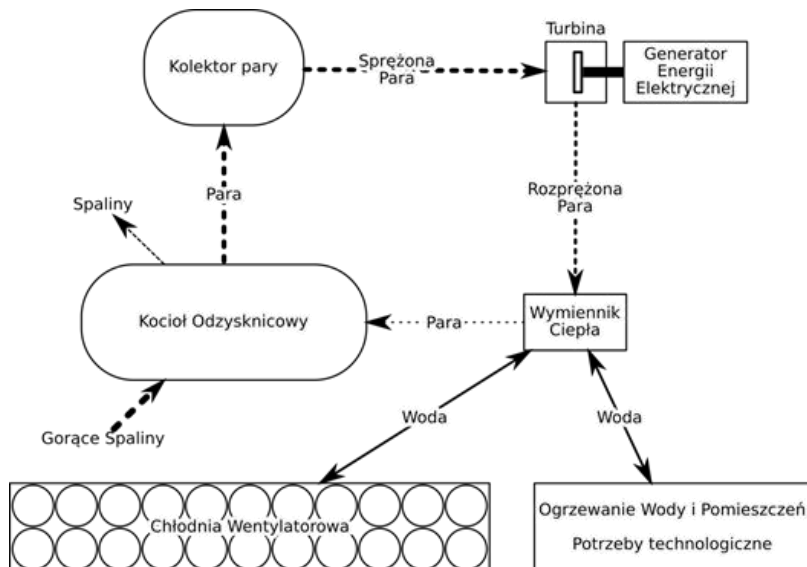 Turbina
Kolektor pary
Sprężona
Para
Generator
Energii
Elektrycznej
Para
Spaliny
Rozprężona
Para
Kocioł Odzysknicowy
Para
Wymiennik
Ciepła
Gorące Spaliny
Woda
Woda
Chłodnia Wentylatorowa
Ogrzewanie Wody i Pomieszczeń
Potrzeby technologiczne